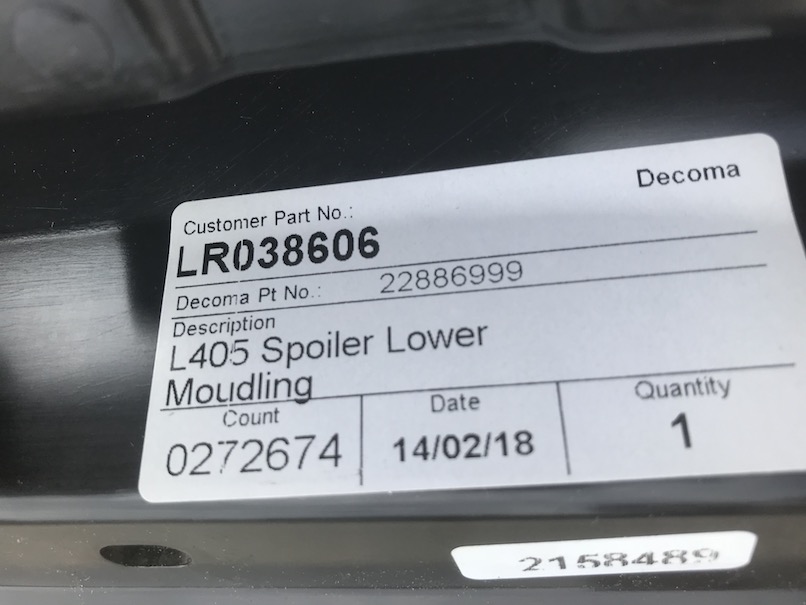 Decoma
Customer Part No.:
LR038606
Decoma Pt No.: 22886999
Description
L405 Spoiler Lower
Moudling
Count Date Quantity
0272674 14/02/18 1
2158489